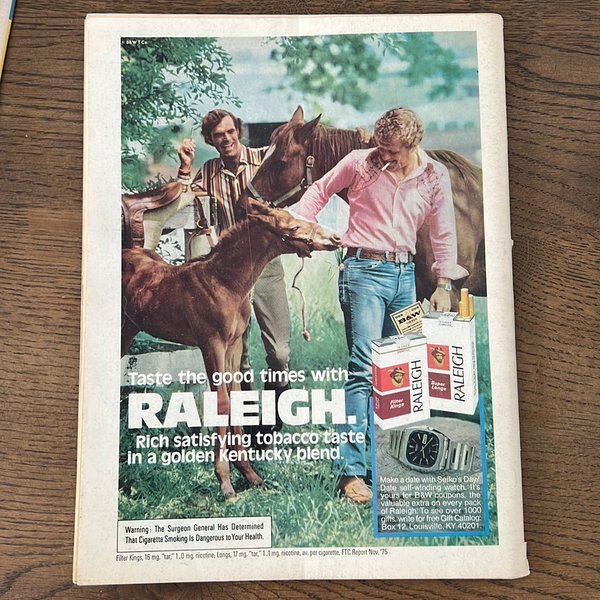 © B&W T Co.
Taste the good times with
RALEIGH.
Rich satisfying tobacco taste
in a golden Kentucky blend.
B&W
RALEIGH
Filter
Kings
RALEIGH
Super
Longs
Make a date with Seiko's Day/
Date self-winding watch. It's
yours for B&W coupons, the
valuable extra on every pack
of Raleigh. To see over 1000
gifts, write for free Gift Catalog:
Box 12, Louisville, KY 40201.
Warning: The Surgeon General Has Determined
That Cigarette Smoking Is Dangerous to Your Health.
Filter Kings, 16 mg. "tar," 1.0 mg. nicotine; Longs, 17 mg. "tar," 1.1 mg. nicotine, av. per cigarette, FTC Report Nov. '75